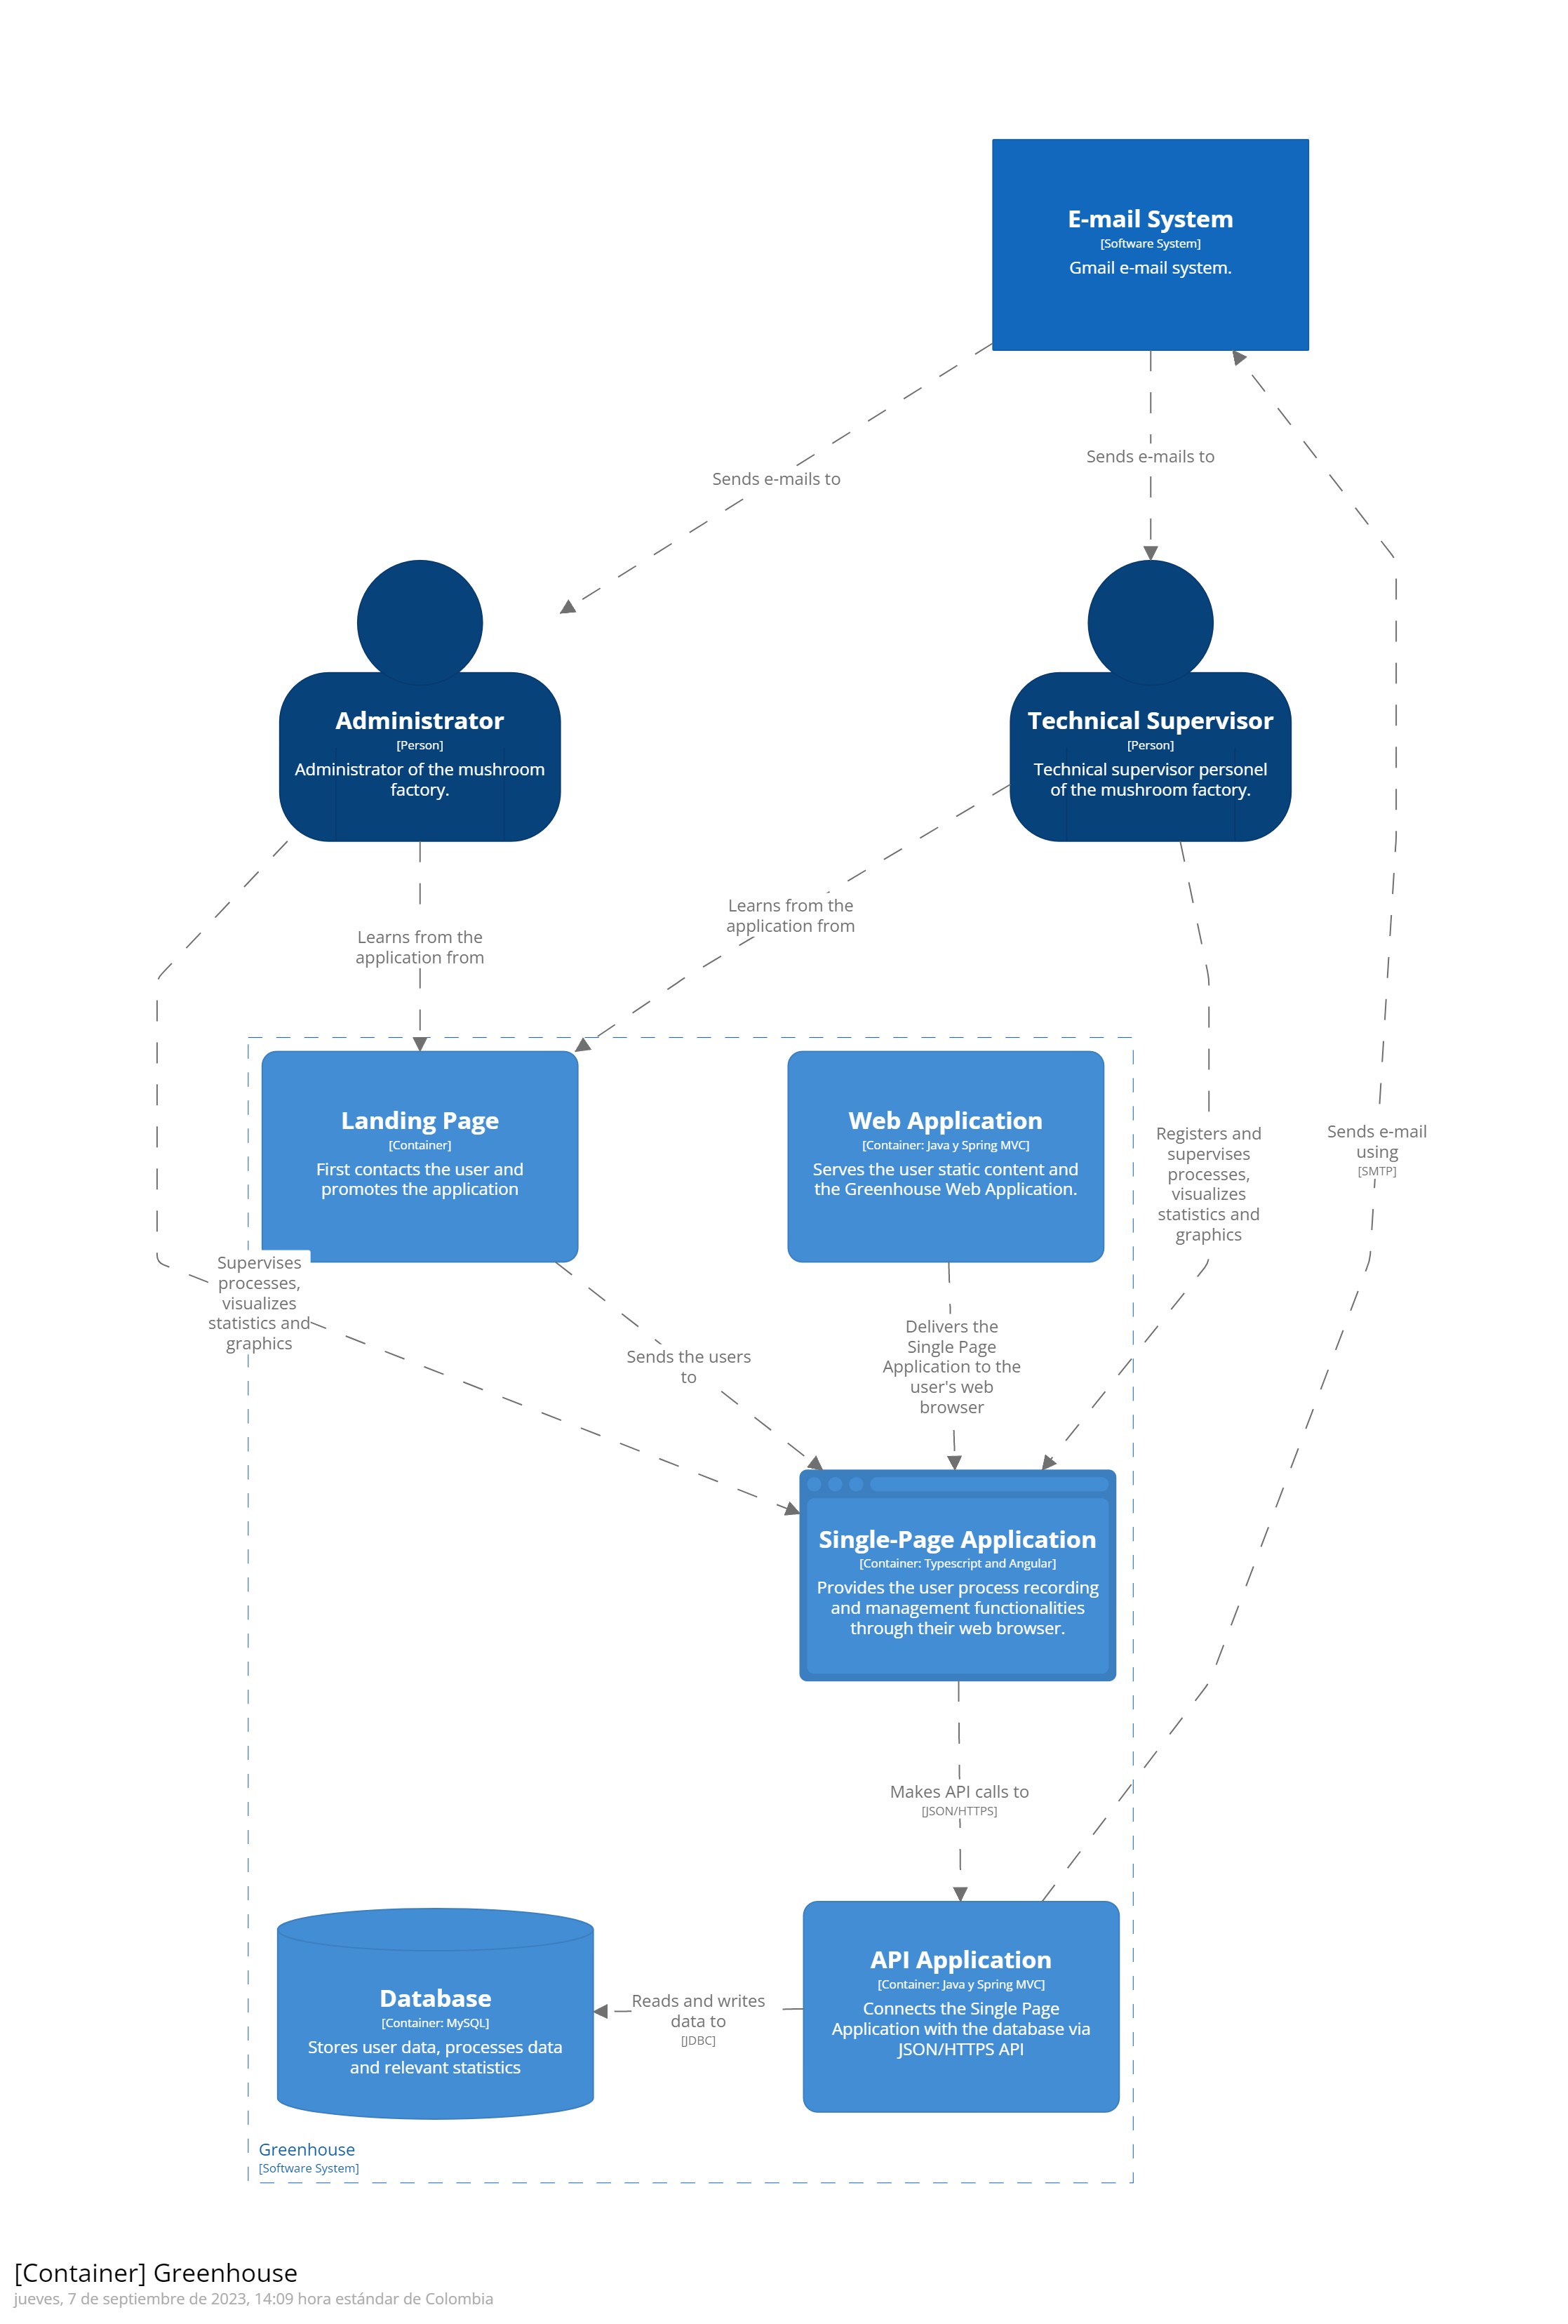 E-mail System
[Software System]
Gmail e-mail system.
Sends e-mails to
Sends e-mails to
Administrator
[Person]
Administrator of the mushroom
factory.
Technical Supervisor
[Person]
Technical supervisor personel
of the mushroom factory.
Learns from the
application from
Learns from the
application from
Landing Page
[Container]
First contacts the user and
promotes the application
Web Application
[Container: Java y Spring MVC]
Serves the user static content and
the Greenhouse Web Application.
Registers and
supervises
processes,
visualizes
statistics and
graphics
Sends e-mail
using
[SMTP]
Supervises
processes,
visualizes
statistics and
graphics
Sends the users
to
Delivers the
Single Page
Application to the
user's web
browser
Single-Page Application
[Container: Typescript and Angular]
Provides the user process recording
and management functionalities
through their web browser.
Makes API calls to
[JSON/HTTPS]
Database
[Container: MySQL]
Stores user data, processes data
and relevant statistics
Reads and writes
data to
[JDBC]
API Application
[Container: Java y Spring MVC]
Connects the Single Page
Application with the database via
JSON/HTTPS API
Greenhouse
[Software System]
[Container] Greenhouse
jueves, 7 de septiembre de 2023, 14:09 hora estándar de Colombia